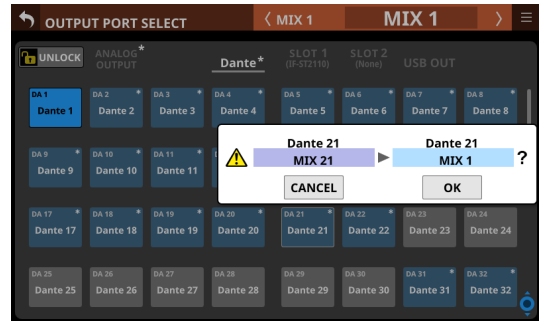 OUTPUT PORT SELECT
MIX 1
MIX 1
UNLOCK
ANALOG *
OUTPUT
Dante *
SLOT 1
(IF-ST2110)
SLOT 2
(None)
USB OUT
DA 1
Dante 1
DA 2 *
Dante 2
DA 3 *
Dante 3
DA 4 *
Dante 4
DA 5 *
Dante 5
DA 6 *
Dante 6
DA 7 *
Dante 7
DA 8 *
Dante 8
Dante 21
MIX 21
Dante 21
MIX 1
?
CANCEL
OK
DA 9 *
Dante 9
DA 10 *
Dante 10
DA 11 *
Dante 11
DA 17 *
Dante 17
DA 18 *
Dante 18
DA 19 *
Dante 19
DA 20 *
Dante 20
DA 21 *
Dante 21
DA 22 *
Dante 22
DA 23
Dante 23
DA 24
Dante 24
DA 25
Dante 25
DA 26
Dante 26
DA 27
Dante 27
DA 28
Dante 28
DA 29
Dante 29
DA 30
Dante 30
DA 31 *
Dante 31
DA 32 *
Dante 32